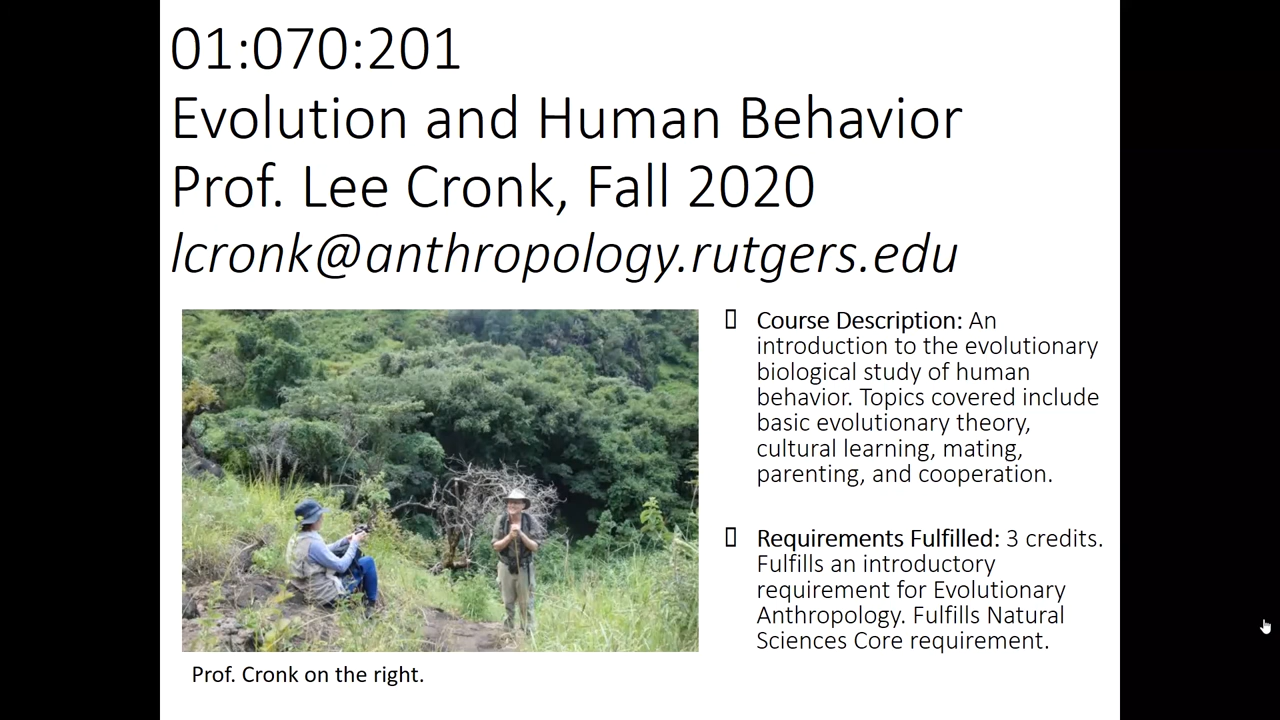 01:070:201
Evolution and Human Behavior
Prof. Lee Cronk, Fall 2020
lcronk@anthropology.rutgers.edu
Course Description: An
introduction to the evolutionary
biological study of human
behavior. Topics covered include
basic evolutionary theory,
cultural learning, mating,
parenting, and cooperation.
Requirements Fulfilled: 3 credits.
Fulfills an introductory
requirement for Evolutionary
Anthropology. Fulfills Natural
Sciences Core requirement.
Prof. Cronk on the right.